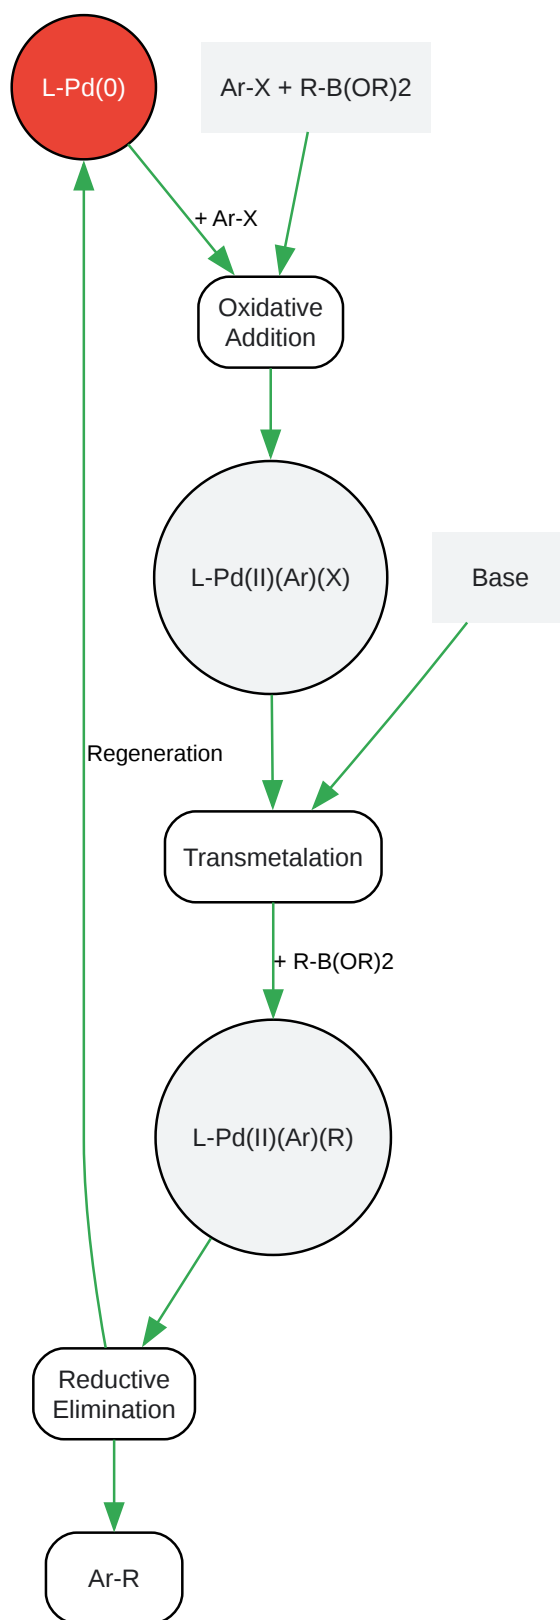 L-Pd(0)
Ar-X + R-B(OR)2
+ Ar-X
Oxidative
Addition
L-Pd(II)(Ar)(X)
Base
Regeneration
Transmetalation
+ R-B(OR)2
L-Pd(II)(Ar)(R)
Reductive
Elimination
Ar-R